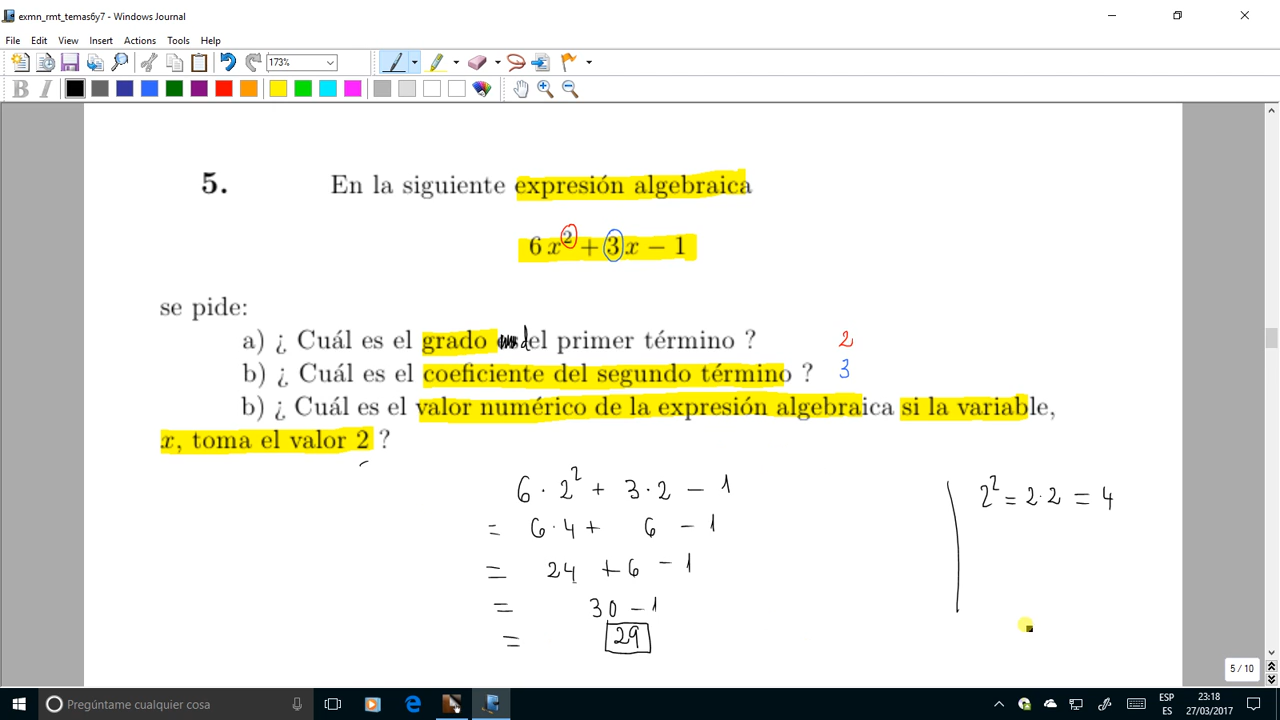 exmn_rmt_temas6y7 - Windows Journal
File Edit View Insert Actions Tools Help
173%
B I
5. En la siguiente expresión algebraica
6 x² + 3 x − 1
se pide:
a) ¿ Cuál es el grado del primer término ? 2
b) ¿ Cuál es el coeficiente del segundo término ? 3
b) ¿ Cuál es el valor numérico de la expresión algebraica si la variable,
x, toma el valor 2 ?
6 · 2² + 3 · 2 − 1
2² = 2 · 2 = 4
= 6 · 4 + 6 − 1
= 24 + 6 − 1
= 30 − 1
= 29
5 / 10
Pregúntame cualquier cosa
ESP
ES
23:18
27/03/2017